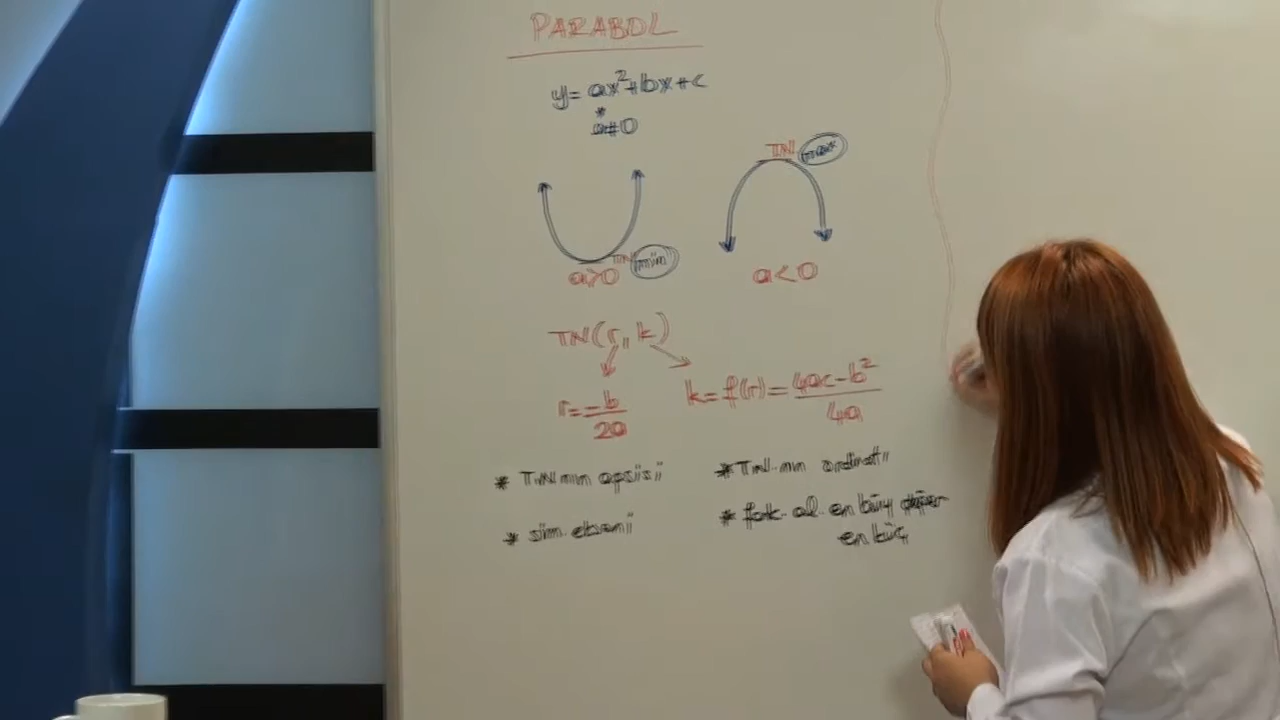 PARABOL
y=ax²+bx+c
*
a≠0
TN max
TN min
a>0
a<0
TN(r,k)
r=-b/2a
k=f(r)=4ac-b²/4a
* TN nın apsisi
* TN. nın ordinatı
* sim. ekseni
* fonk. al. en büy değer
en küç